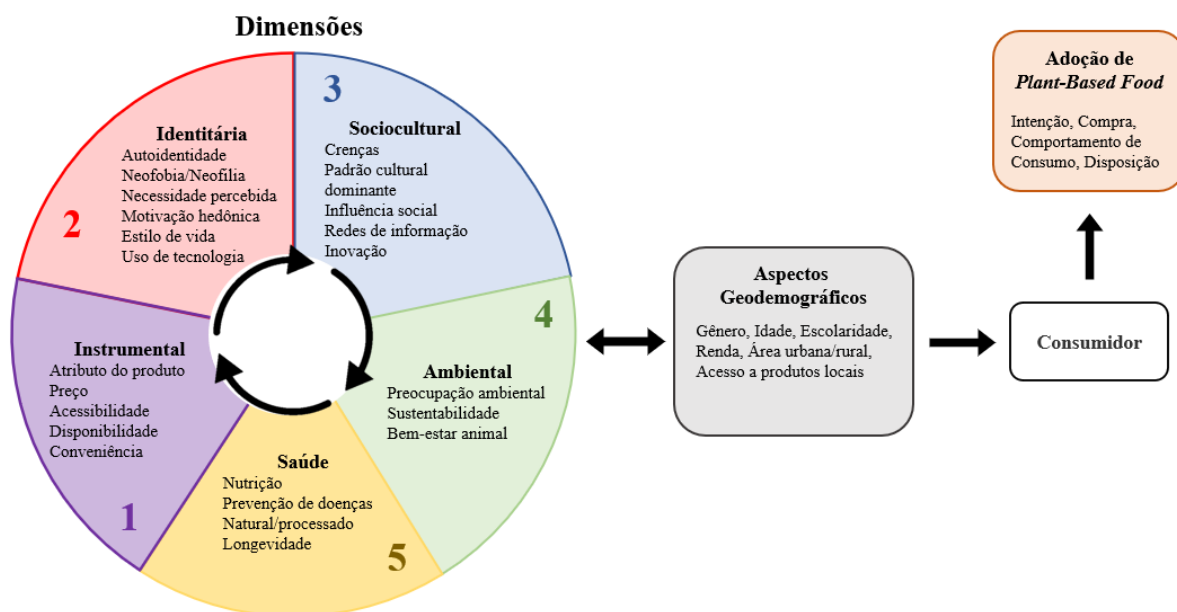 Dimensões
2
Identitária
Autoidentidade
Neofobia/Neofilia
Necessidade percebida
Motivação hedônica
Estilo de vida
Uso de tecnologia
3
Sociocultural
Crenças
Padrão cultural
dominante
Influência social
Redes de informação
Inovação
1
Instrumental
Atributo do produto
Preço
Acessibilidade
Disponibilidade
Conveniência
4
Ambiental
Preocupação ambiental
Sustentabilidade
Bem-estar animal
Saúde
Nutrição
Prevenção de doenças
Natural/processado
Longevidade
5
Aspectos
Geodemográficos
Gênero, Idade, Escolaridade,
Renda, Área urbana/rural,
Acesso a produtos locais
Consumidor
Adoção de
Plant-Based Food
Intenção, Compra,
Comportamento de
Consumo, Disposição